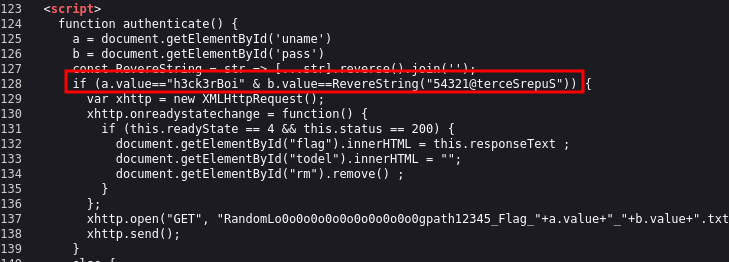 123 <script>
124 function authenticate() {
125 a = document.getElementById('uname')
126 b = document.getElementById('pass')
127 const RevereString = str => [...str].reverse().join('');
128 if (a.value=="h3ck3rBoi" & b.value==RevereString("54321@terceSrepuS")) {
129 var xhttp = new XMLHttpRequest();
130 xhttp.onreadystatechange = function() {
131 if (this.readyState == 4 && this.status == 200) {
132 document.getElementById("flag").innerHTML = this.responseText ;
133 document.getElementById("todel").innerHTML = "";
134 document.getElementById("rm").remove() ;
135 }
136 };
137 xhttp.open("GET", "RandomLo0o0o0o0o0o0o0o0o0o0gpath12345_Flag_"+a.value+"_"+b.value+".txt
138 xhttp.send();
139 }
140 else {